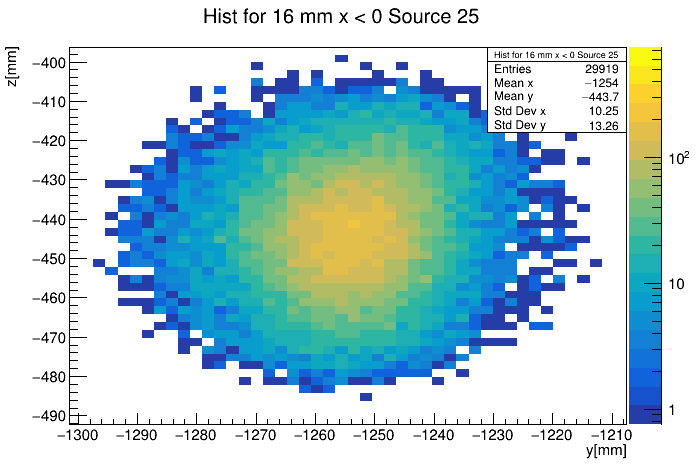 Hist for 16 mm x < 0 Source 25
z[mm]
Hist for 16 mm x < 0 Source 25
Entries 29919
Mean x −1254
Mean y −443.7
Std Dev x 10.25
Std Dev y 13.26
−400
−410
−420
−430
−440
−450
−460
−470
−480
−490
10²
10
1
−1300 −1290 −1280 −1270 −1260 −1250 −1240 −1230 −1220 −1210
y[mm]